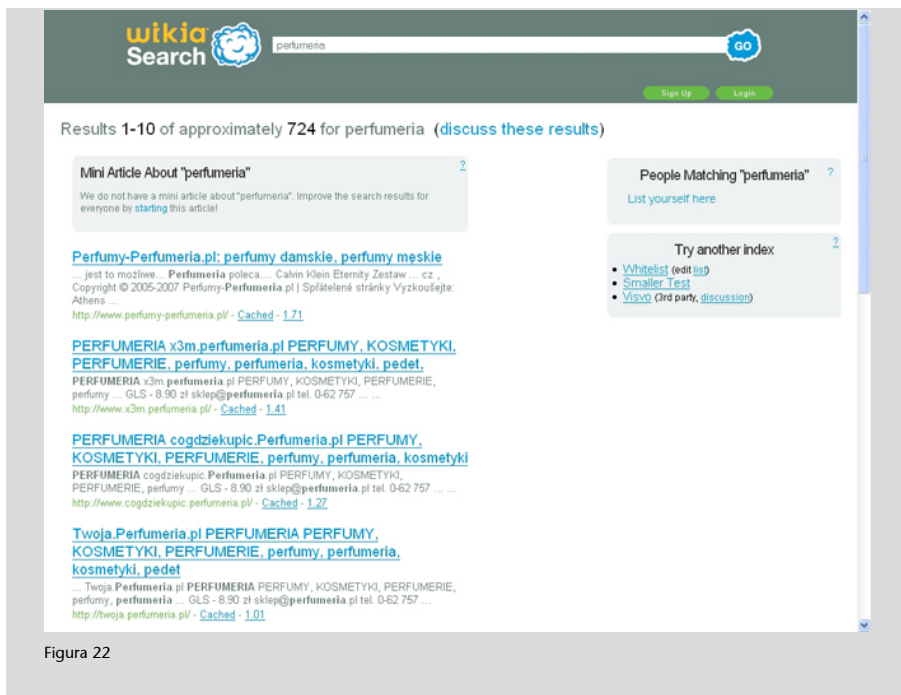 wikia
Search
perfumeria
GO
Sign Up
Login
Results 1-10 of approximately 724 for perfumeria (discuss these results)
Mini Article About "perfumeria"
?
We do not have a mini article about "perfumeria". Improve the search results for
everyone by starting this article!
People Matching "perfumeria"
?
List yourself here
Try another index
?
Whitelist (edit list)
Smaller Test
Visvo (3rd party, discussion)
Perfumy-Perfumeria.pl: perfumy damskie, perfumy męskie
... jest to możliwe... Perfumeria poleca.... Calvin Klein Eternity Zestaw ... cz ,
Copyright © 2005-2007 Perfumy-Perfumeria.pl | Spřátelené stránky Vyzkoušejte:
Athens ...
http://www.perfumy-perfumeria.pl/ - Cached - 1.71
PERFUMERIA x3m.perfumeria.pl PERFUMY, KOSMETYKI,
PERFUMERIE, perfumy, perfumeria, kosmetyki, pedet,
PERFUMERIA x3m.perfumeria.pl PERFUMY, KOSMETYKI, PERFUMERIE,
perfumy ... GLS - 8.90 zł sklep@perfumeria.pl tel. 0-62 757 ... ...
http://www.x3m.perfumeria.pl/ - Cached - 1.41
PERFUMERIA cogdziekupic.Perfumeria.pl PERFUMY,
KOSMETYKI, PERFUMERIE, perfumy, perfumeria, kosmetyki
PERFUMERIA cogdziekupic.Perfumeria.pl PERFUMY, KOSMETYKI,
PERFUMERIE, perfumy ... GLS - 8.90 zł sklep@perfumeria.pl tel. 0-62 757 ... ...
http://www.cogdziekupic.perfumeria.pl/ - Cached - 1.27
Twoja.Perfumeria.pl PERFUMERIA PERFUMY,
KOSMETYKI, PERFUMERIE, perfumy, perfumeria,
kosmetyki, pedet
... Twoja.Perfumeria.pl PERFUMERIA PERFUMY, KOSMETYKI, PERFUMERIE,
perfumy, perfumeria ... GLS - 8.90 zł sklep@perfumeria.pl tel. 0-62 757 ...
http://twoja.perfumeria.pl/ - Cached - 1.01
Figura 22